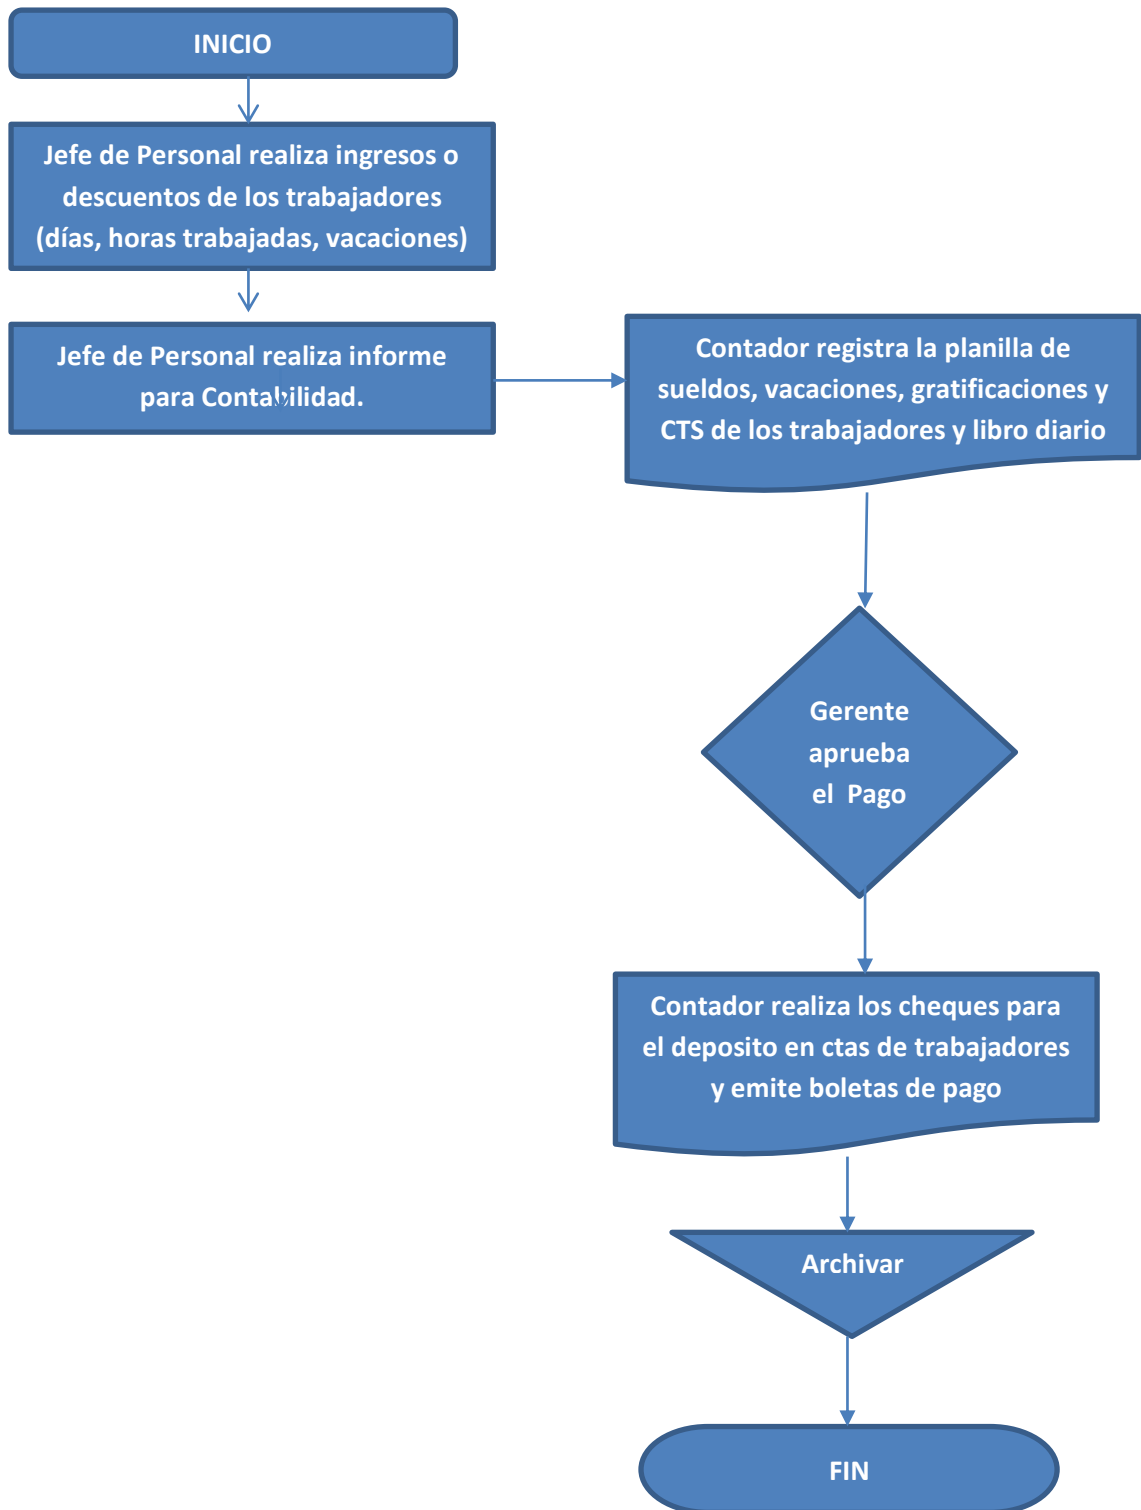 INICIO
Jefe de Personal realiza ingresos o
descuentos de los trabajadores
(días, horas trabajadas, vacaciones)
Jefe de Personal realiza informe
para Contabilidad.
Contador registra la planilla de
sueldos, vacaciones, gratificaciones y
CTS de los trabajadores y libro diario
Gerente
aprueba
el Pago
Contador realiza los cheques para
el deposito en ctas de trabajadores
y emite boletas de pago
Archivar
FIN